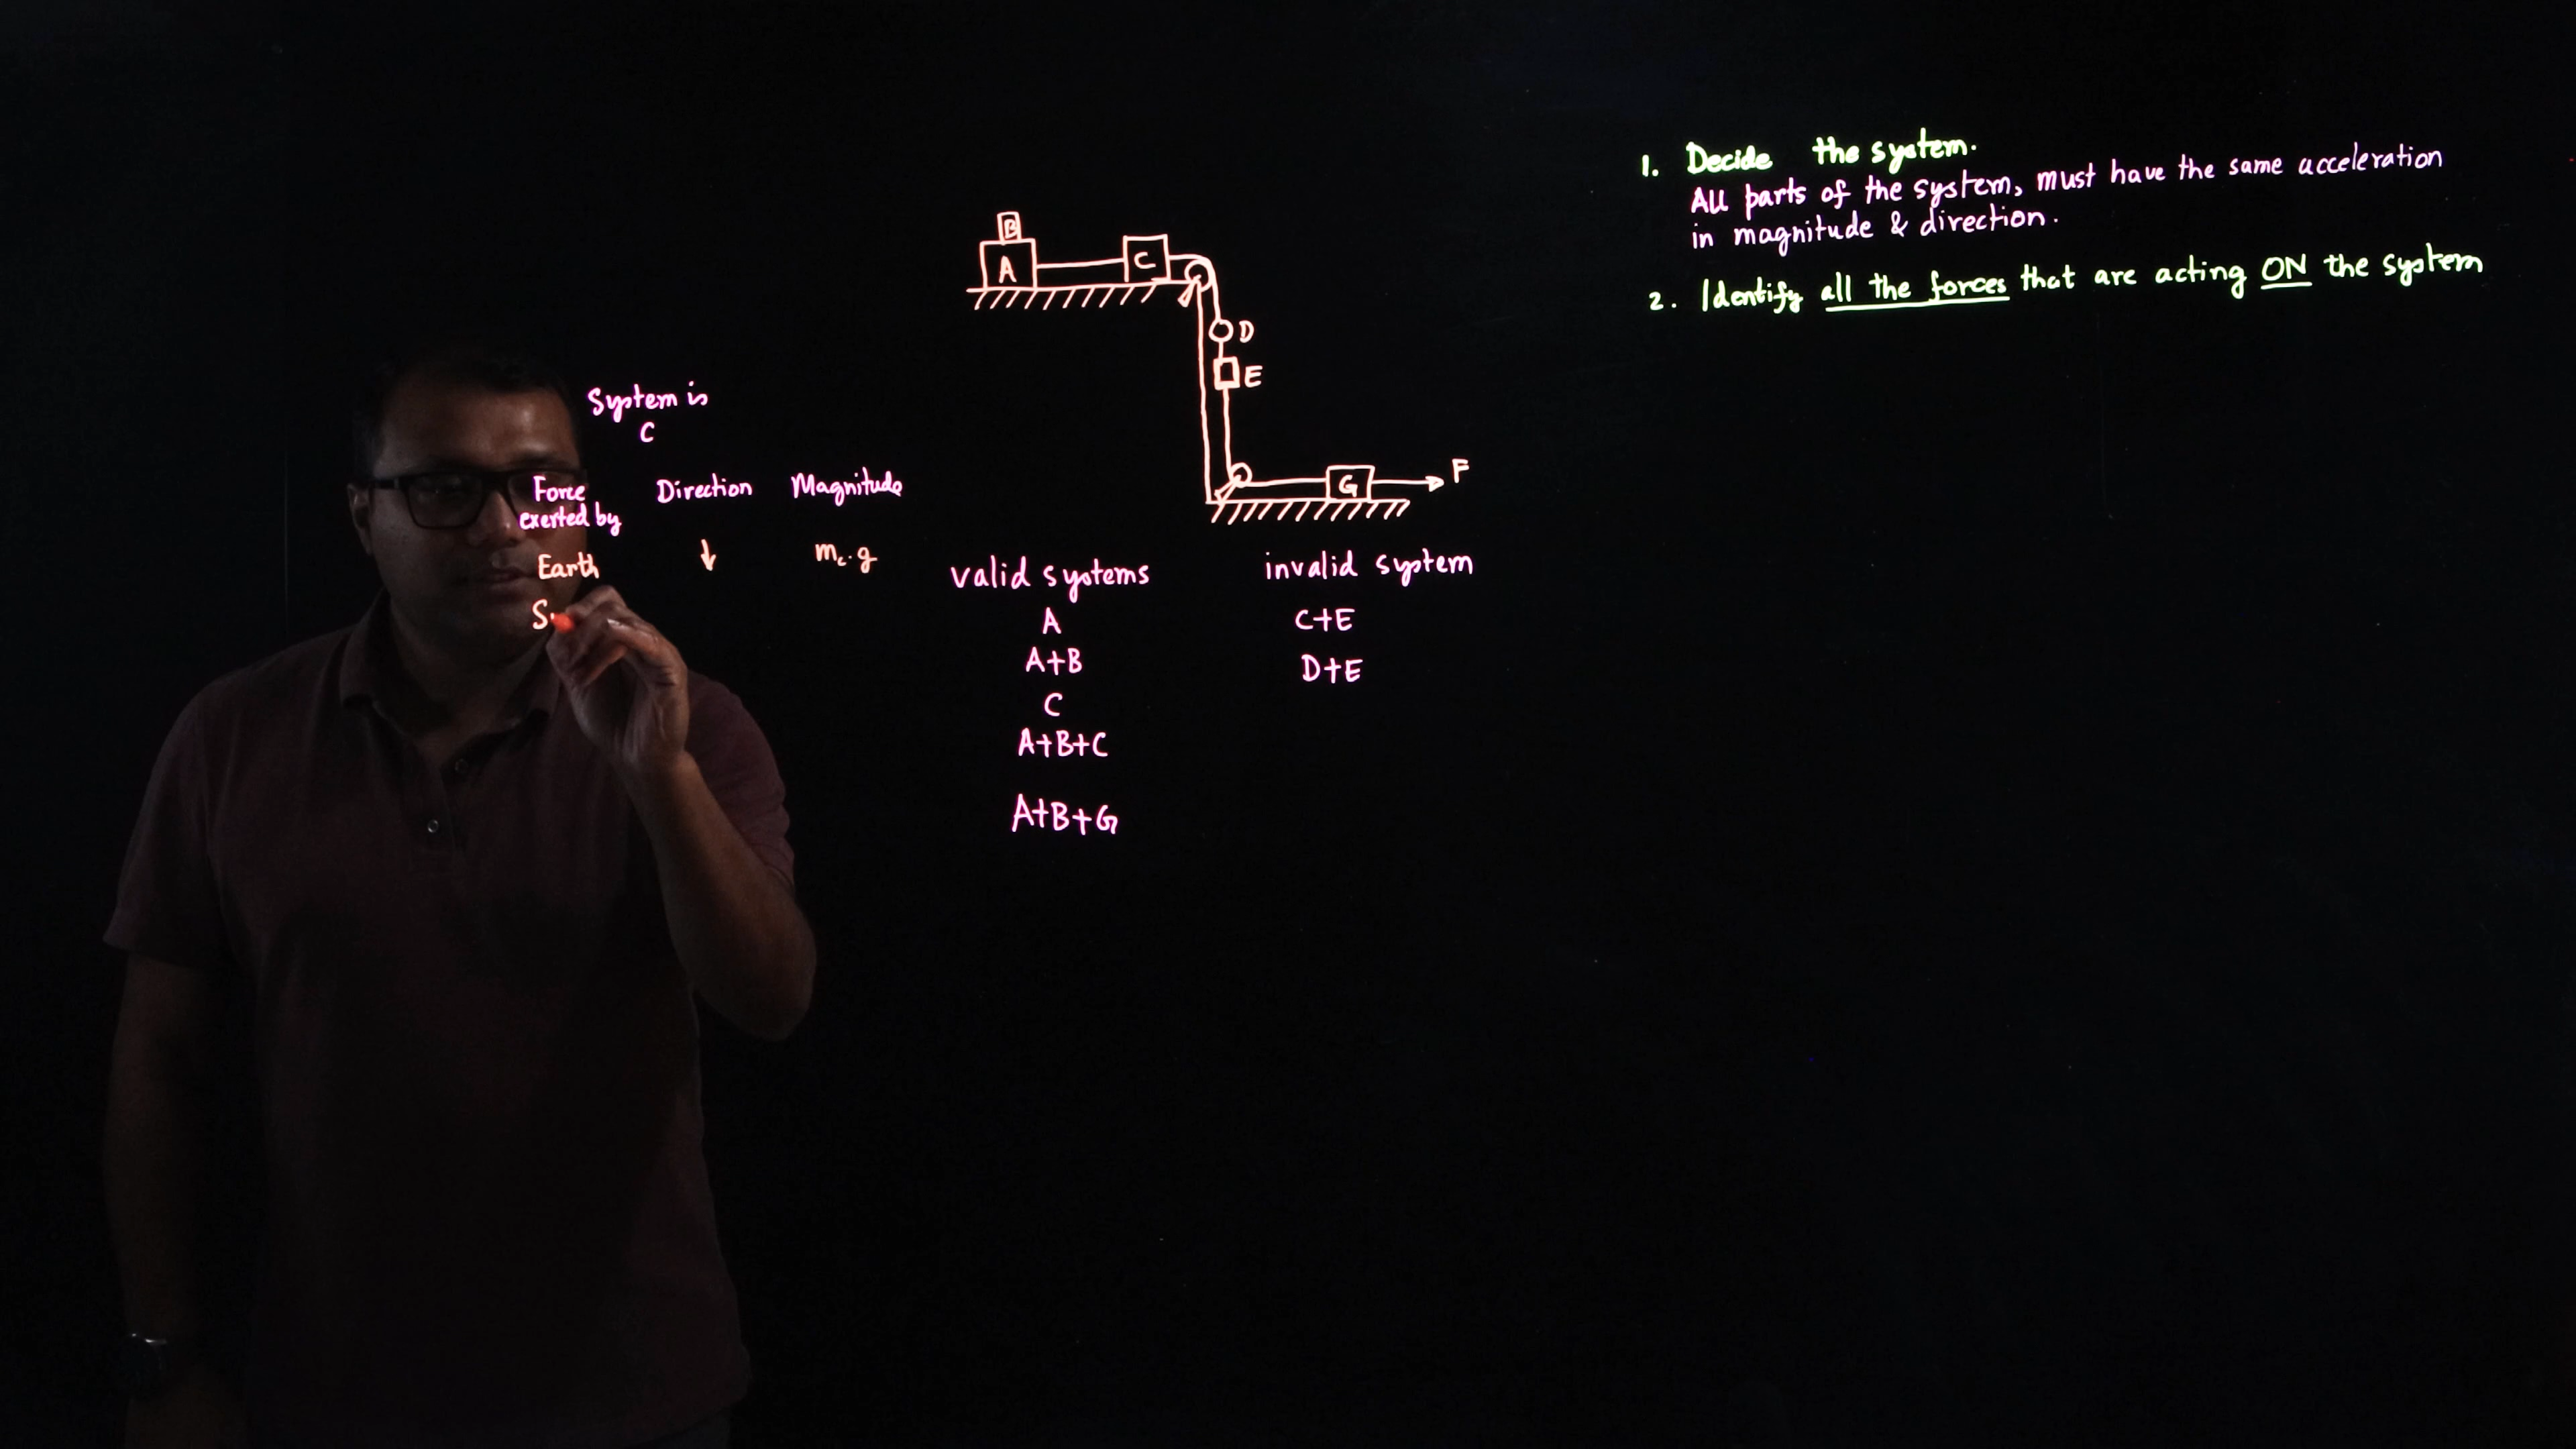 1. Decide the system.
All parts of the system, must have the same acceleration
in magnitude & direction.
2. Identify all the forces that are acting ON the system
B
A
C
D
E
G
F
System is
C
Force
exerted by
Direction
Magnitude
Earth
↓
mc.g
S
valid systems
A
A+B
C
A+B+C
A+B+G
invalid system
C+E
D+E